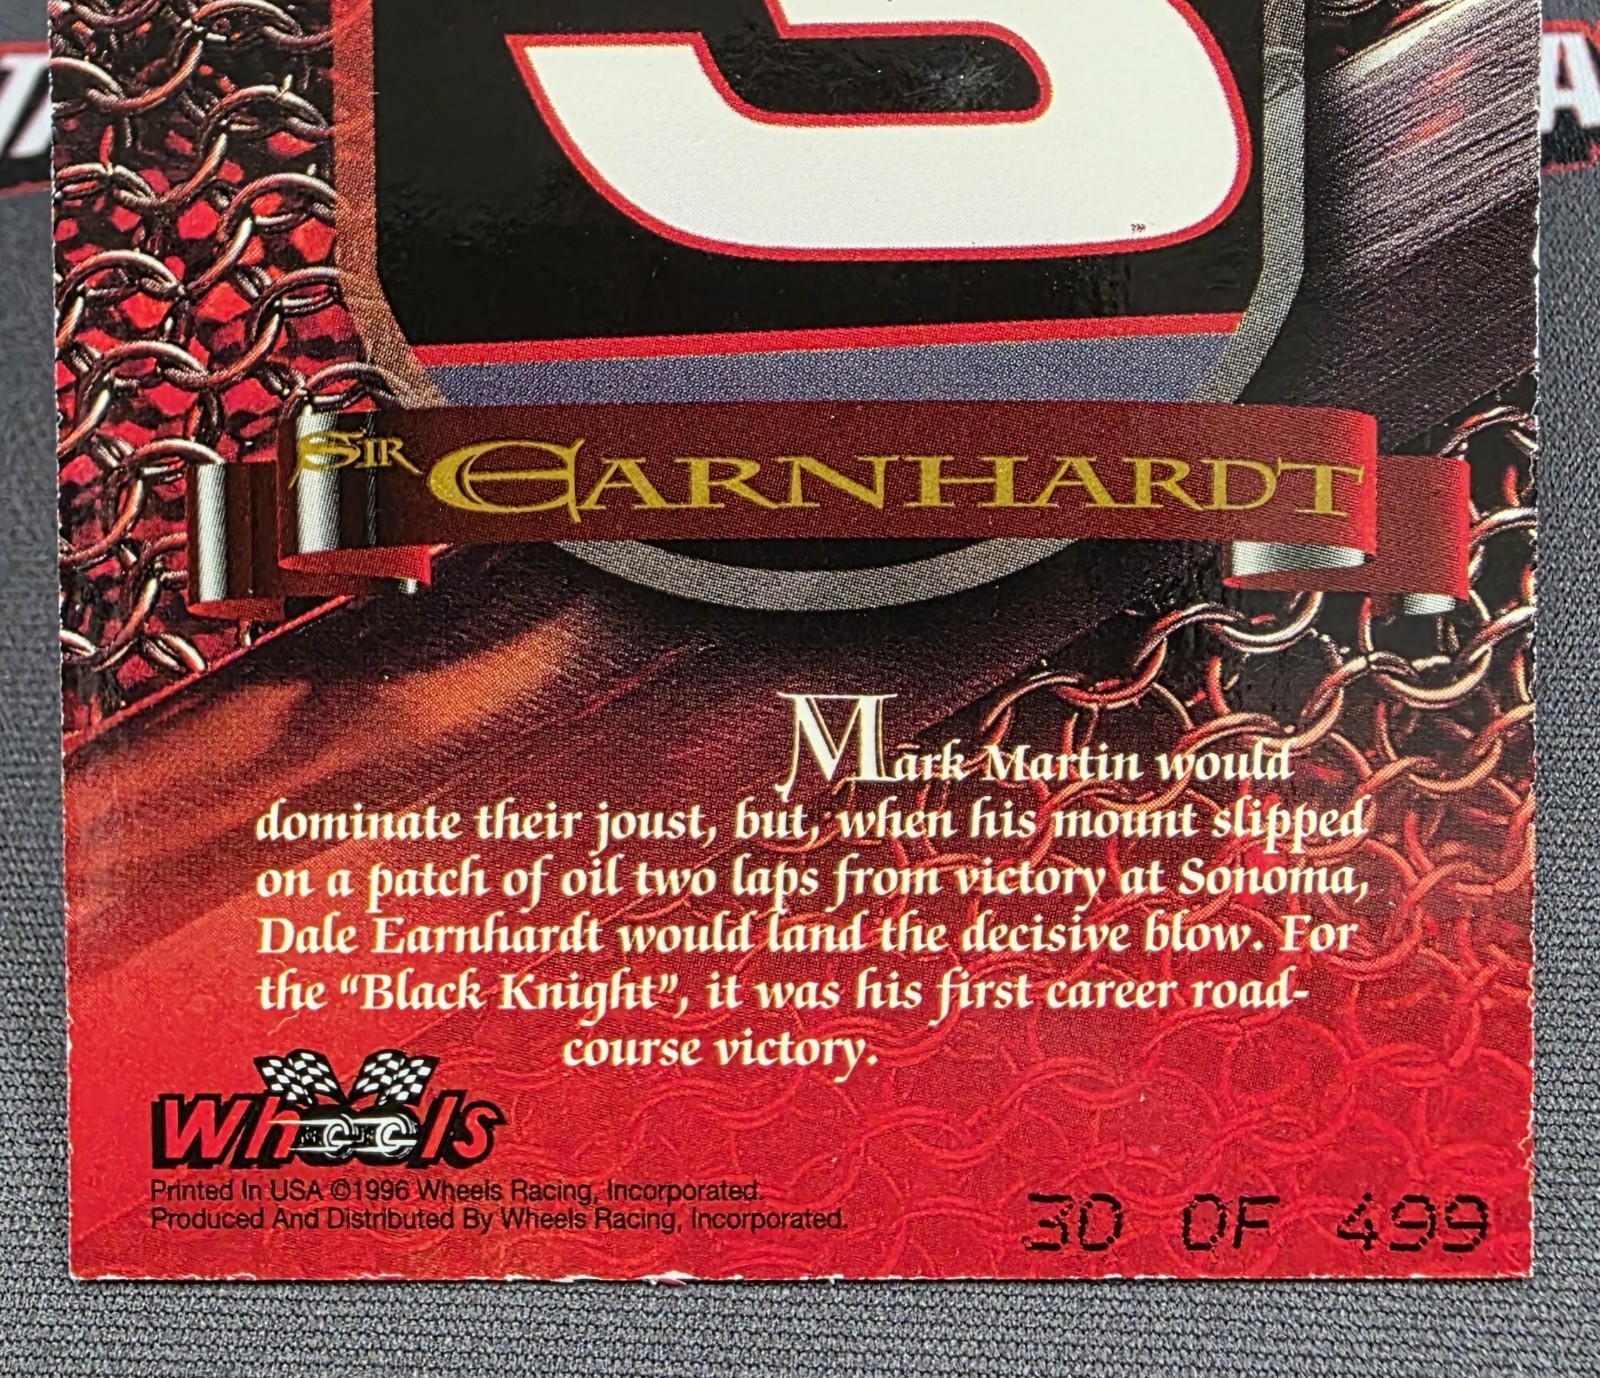 3
SIR EARNHARDT
Mark Martin would
dominate their joust, but, when his mount slipped
on a patch of oil two laps from victory at Sonoma,
Dale Earnhardt would land the decisive blow. For
the “Black Knight”, it was his first career road-
course victory.
Wheels
Printed In USA ©1996 Wheels Racing, Incorporated.
Produced And Distributed By Wheels Racing, Incorporated.
30 OF 499